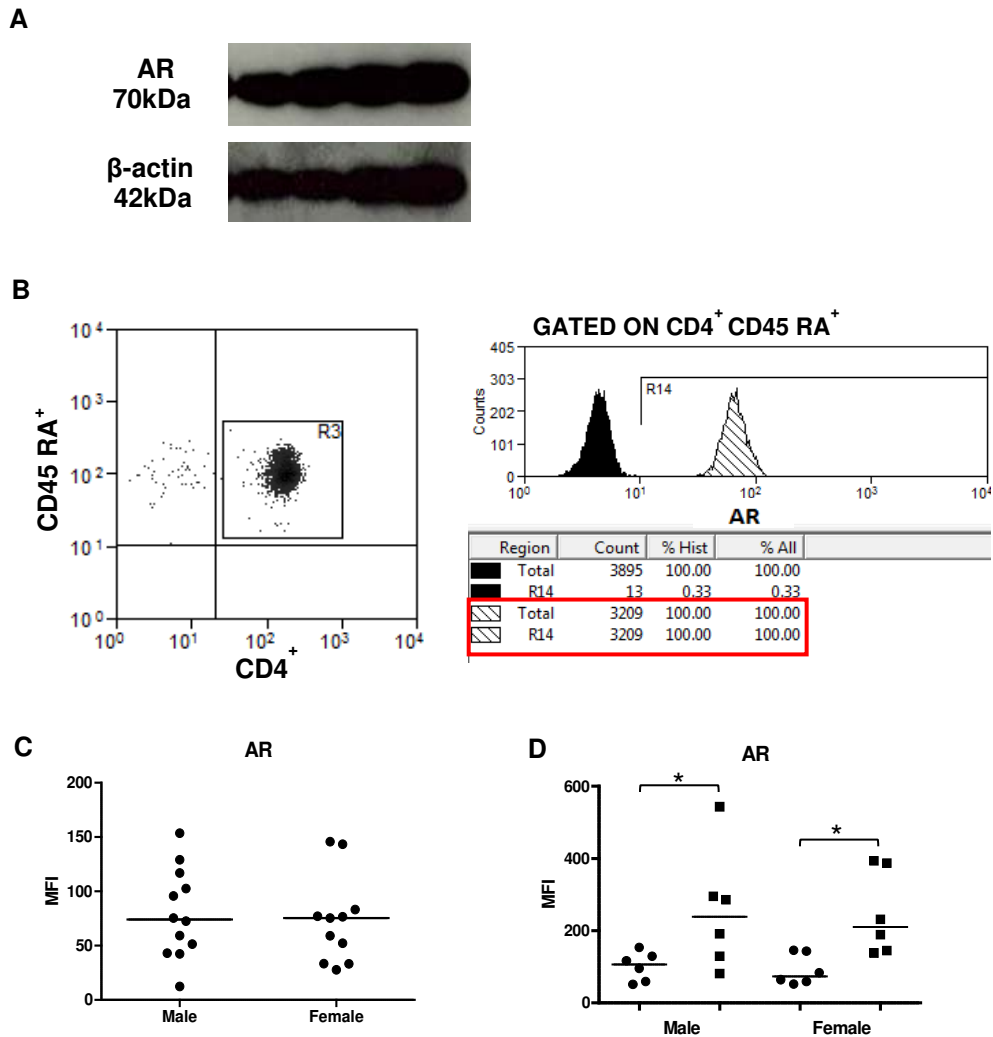 A
AR
70kDa
β-actin
42kDa
B
10⁴
10³
10²
10¹
10⁰
10⁰ 10¹ 10² 10³ 10⁴
CD45 RA⁺
CD4⁺
R3
GATED ON CD4⁺ CD45 RA⁺
405
303
202
101
0
Counts
R14
10⁰ 10¹ 10² 10³ 10⁴
AR
Region Count % Hist % All
Total 3895 100.00 100.00
R14 13 0.33 0.33
Total 3209 100.00 100.00
R14 3209 100.00 100.00
C
AR
200
150
100
50
0
MFI
Male Female
D
AR
600
400
200
0
MFI
*
*
Male Female